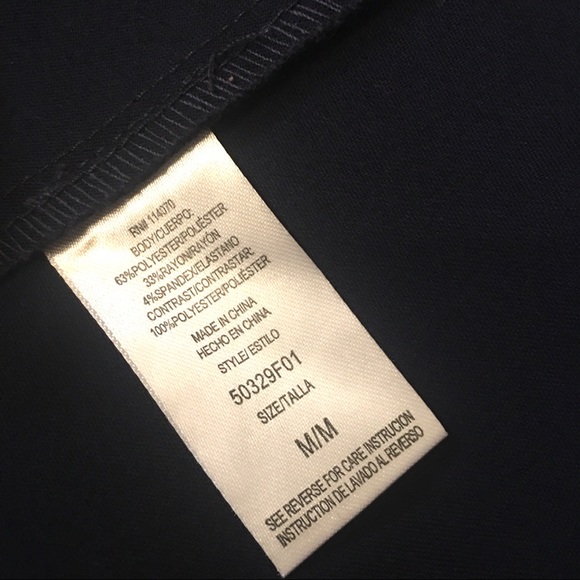 RN# 114070
BODY/CUERPO:
63%POLYESTER/POLIÉSTER
33%RAYON/RAYÓN
4%SPANDEX/ELASTANO
CONTRAST/CONTRASTAR:
100%POLYESTER/POLIÉSTER
MADE IN CHINA
HECHO EN CHINA
STYLE/ ESTILO
50329F01
SIZE/TALLA
M/M
SEE REVERSE FOR CARE INSTRUCION
INSTRUCTION DE LAVADO AL REVERSO